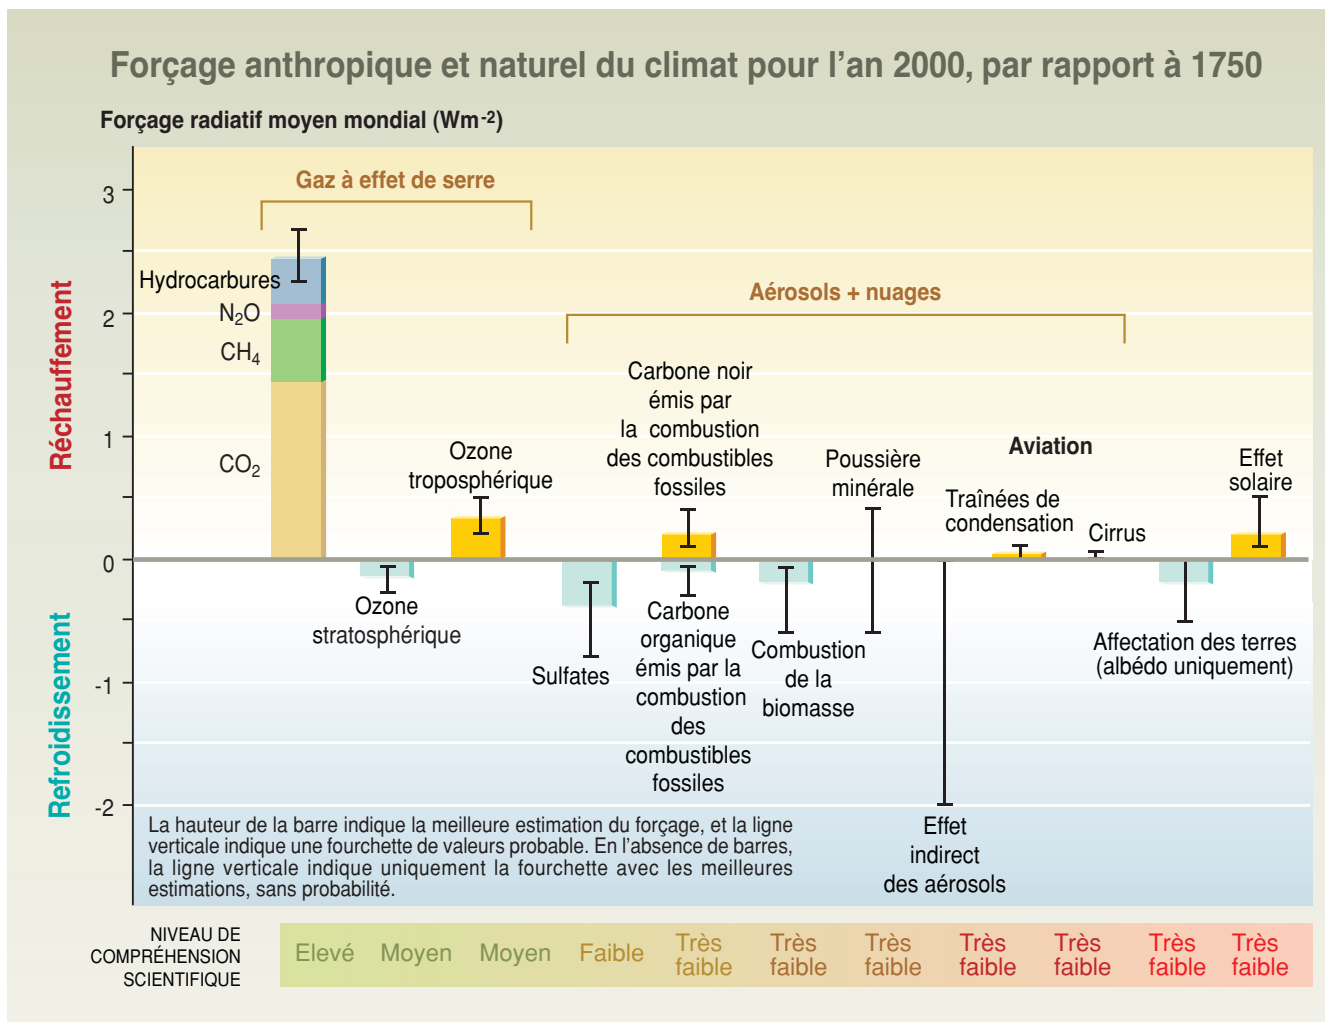 Forçage anthropique et naturel du climat pour l'an 2000, par rapport à 1750
Forçage radiatif moyen mondial (Wm-2)
Réchauffement
Refroidissement
3
2
1
0
-1
-2
Gaz à effet de serre
Hydrocarbures
N2O
CH4
CO2
Ozone
stratosphérique
Ozone
troposphérique
Aérosols + nuages
Sulfates
Carbone noir
émis par
la combustion
des combustibles
fossiles
Carbone
organique
émis par la
combustion
des
combustibles
fossiles
Combustion
de la
biomasse
Poussière
minérale
Effet
indirect
des aérosols
Aviation
Traînées de
condensation
Cirrus
Affectation des terres
(albédo uniquement)
Effet
solaire
La hauteur de la barre indique la meilleure estimation du forçage, et la ligne
verticale indique une fourchette de valeurs probable. En l'absence de barres,
la ligne verticale indique uniquement la fourchette avec les meilleures
estimations, sans probabilité.
NIVEAU DE
COMPRÉHENSION
SCIENTIFIQUE
Elevé
Moyen
Moyen
Faible
Très
faible
Très
faible
Très
faible
Très
faible
Très
faible
Très
faible
Très
faible